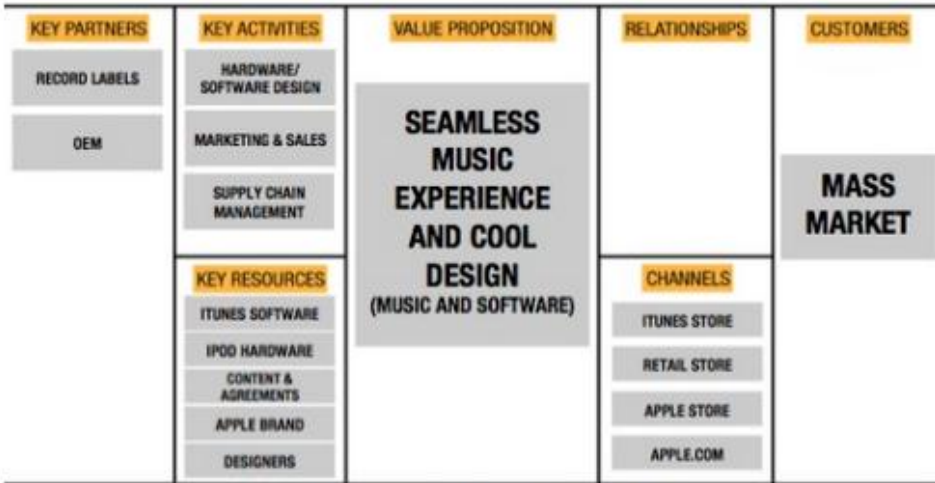 KEY PARTNERS
RECORD LABELS
OEM
KEY ACTIVITIES
HARDWARE/
SOFTWARE DESIGN
MARKETING & SALES
SUPPLY CHAIN
MANAGEMENT
KEY RESOURCES
ITUNES SOFTWARE
IPOD HARDWARE
CONTENT &
AGREEMENTS
APPLE BRAND
DESIGNERS
VALUE PROPOSITION
SEAMLESS
MUSIC
EXPERIENCE
AND COOL
DESIGN
(MUSIC AND SOFTWARE)
RELATIONSHIPS
CHANNELS
ITUNES STORE
RETAIL STORE
APPLE STORE
APPLE.COM
CUSTOMERS
MASS
MARKET